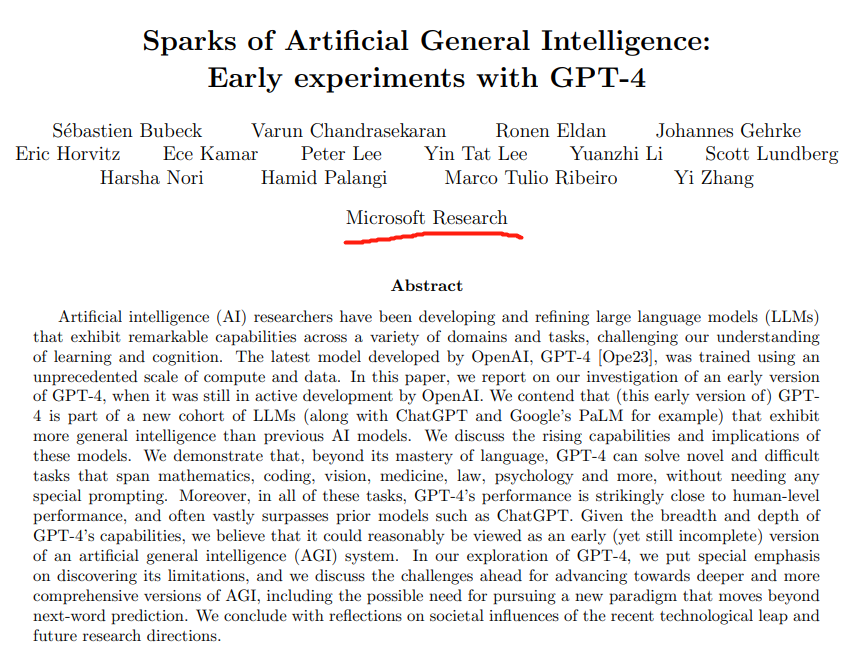 Sparks of Artificial General Intelligence:
Early experiments with GPT-4
Sébastien Bubeck Varun Chandrasekaran Ronen Eldan Johannes Gehrke
Eric Horvitz Ece Kamar Peter Lee Yin Tat Lee Yuanzhi Li Scott Lundberg
Harsha Nori Hamid Palangi Marco Tulio Ribeiro Yi Zhang
Microsoft Research
Abstract
Artificial intelligence (AI) researchers have been developing and refining large language models (LLMs)
that exhibit remarkable capabilities across a variety of domains and tasks, challenging our understanding
of learning and cognition. The latest model developed by OpenAI, GPT-4 [Ope23], was trained using an
unprecedented scale of compute and data. In this paper, we report on our investigation of an early version
of GPT-4, when it was still in active development by OpenAI. We contend that (this early version of) GPT-
4 is part of a new cohort of LLMs (along with ChatGPT and Google's PaLM for example) that exhibit
more general intelligence than previous AI models. We discuss the rising capabilities and implications of
these models. We demonstrate that, beyond its mastery of language, GPT-4 can solve novel and difficult
tasks that span mathematics, coding, vision, medicine, law, psychology and more, without needing any
special prompting. Moreover, in all of these tasks, GPT-4's performance is strikingly close to human-level
performance, and often vastly surpasses prior models such as ChatGPT. Given the breadth and depth of
GPT-4's capabilities, we believe that it could reasonably be viewed as an early (yet still incomplete) version
of an artificial general intelligence (AGI) system. In our exploration of GPT-4, we put special emphasis
on discovering its limitations, and we discuss the challenges ahead for advancing towards deeper and more
comprehensive versions of AGI, including the possible need for pursuing a new paradigm that moves beyond
next-word prediction. We conclude with reflections on societal influences of the recent technological leap and
future research directions.